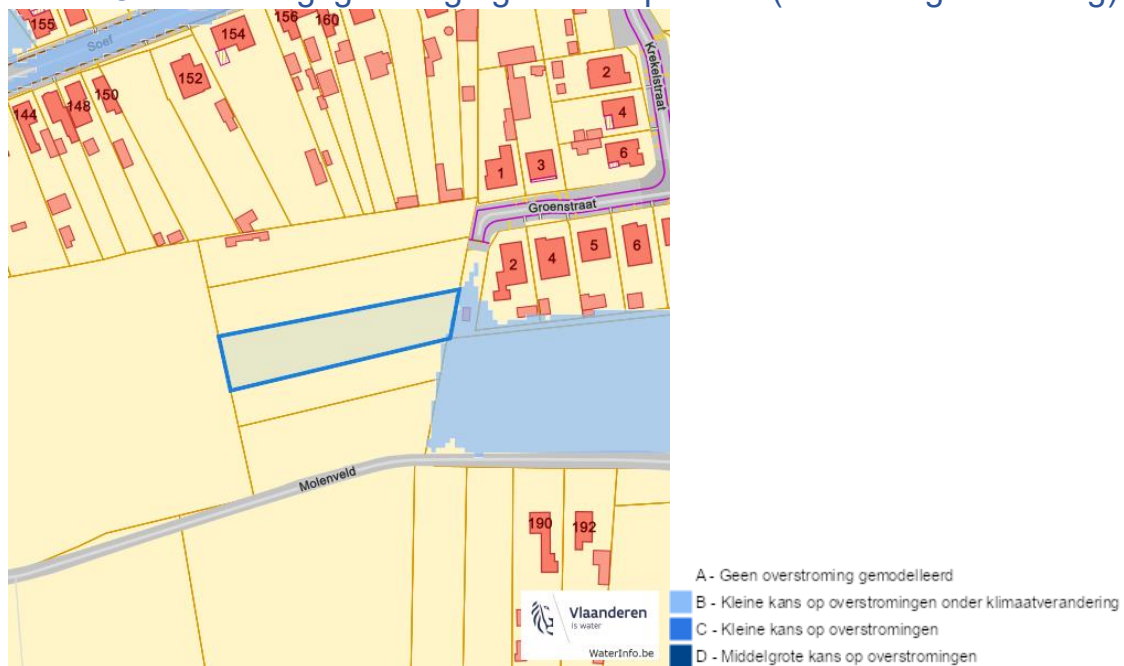 155
156
160
154
Soef
152
150
148
144
Krekelstraat
2
4
6
1
3
Groenstraat
2
4
5
6
Molenveld
190
192
Vlaanderen
is water
WaterInfo.be
A - Geen overstroming gemodelleerd
B - Kleine kans op overstromingen onder klimaatverandering
C - Kleine kans op overstromingen
D - Middelgrote kans op overstromingen